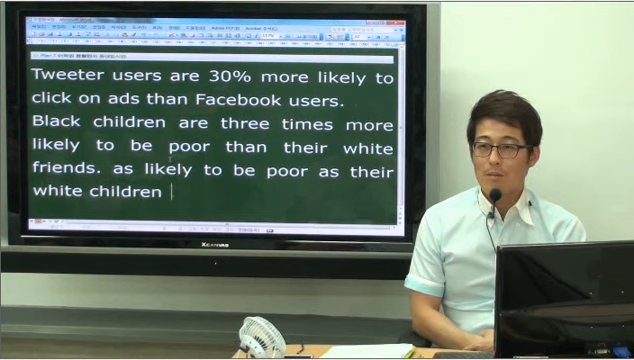 Tweeter users are 30% more likely to
click on ads than Facebook users.
Black children are three times more
likely to be poor than their white
friends. as likely to be poor as their
white children
XCANVAS